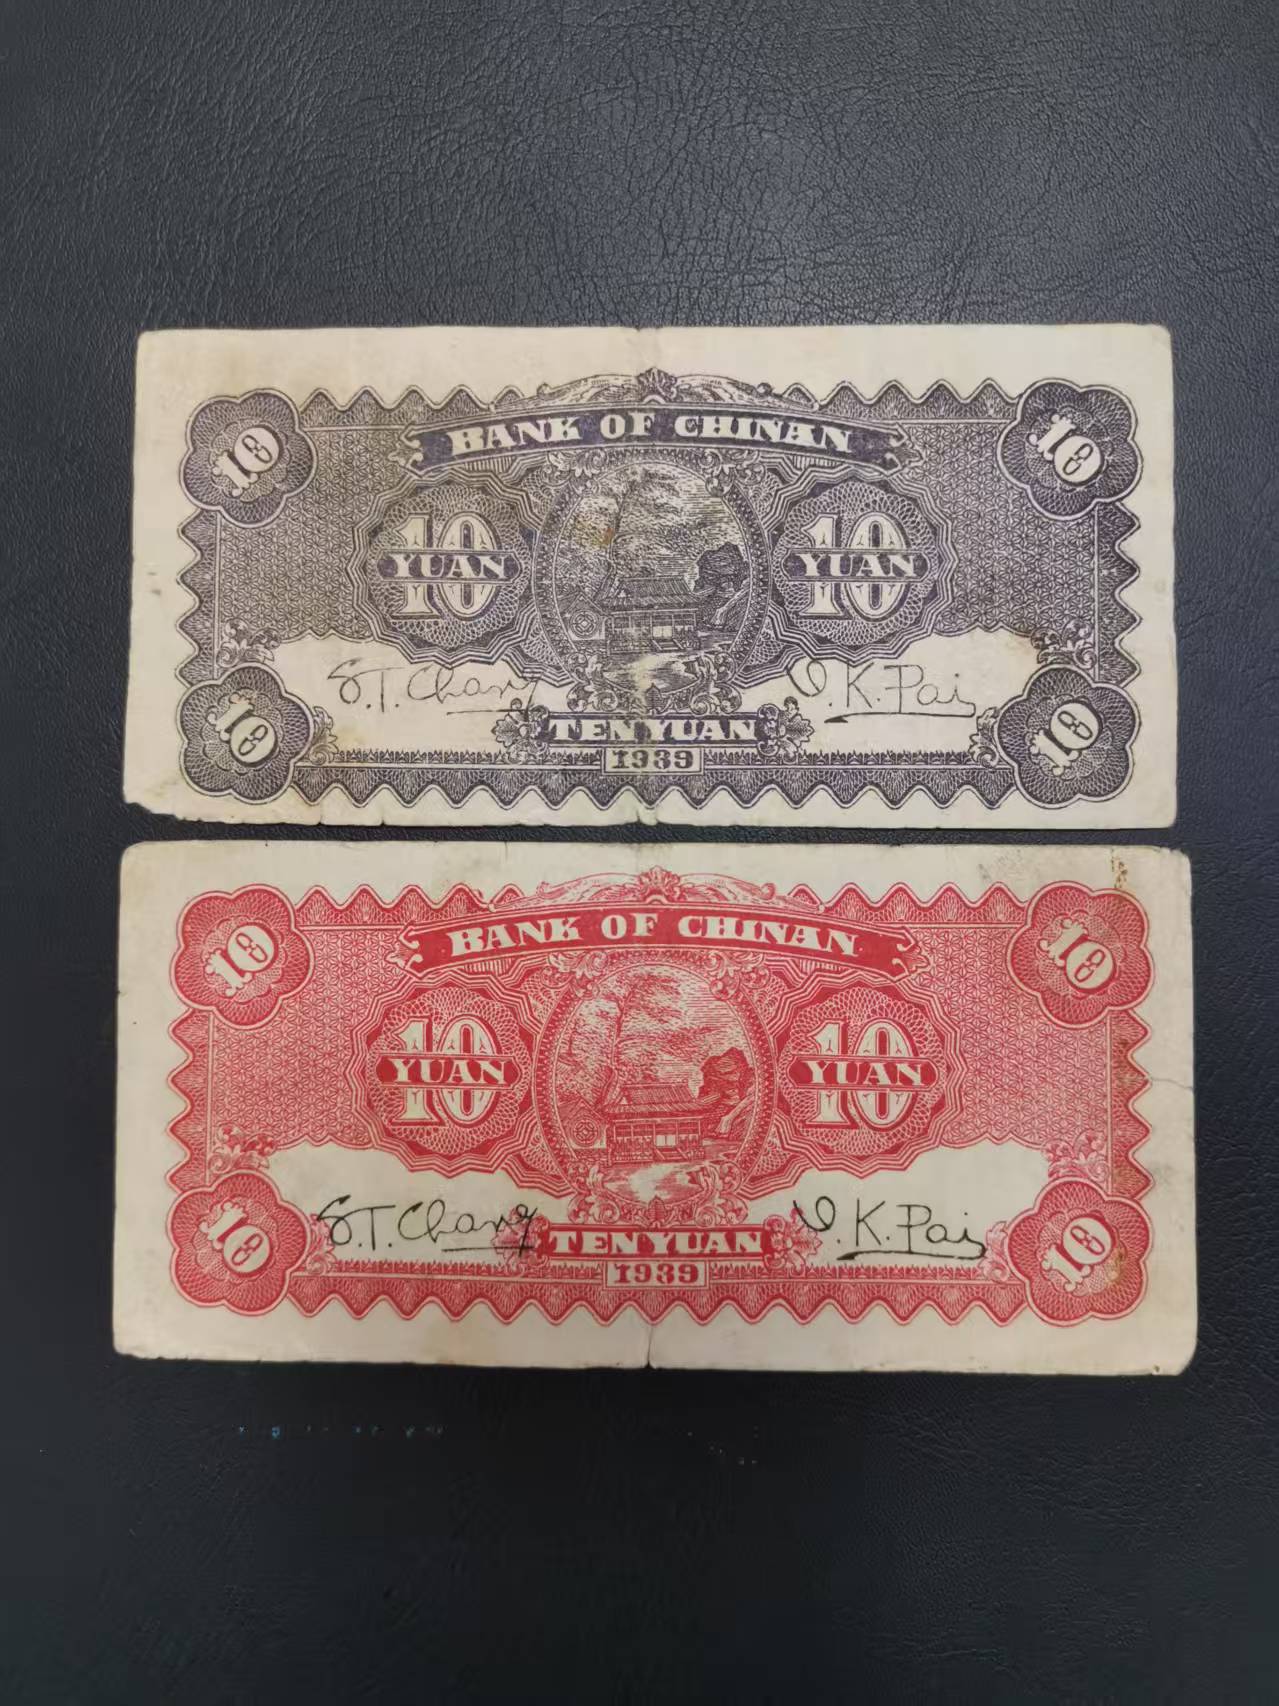 BANK OF CHINAN
10 10
10 YUAN 10 YUAN
S.T. Chang V.K. Pai
10 TEN YUAN 10
1939
BANK OF CHINAN
10 10
10 YUAN 10 YUAN
S.T. Chang V.K. Pai
10 TEN YUAN 10
1939